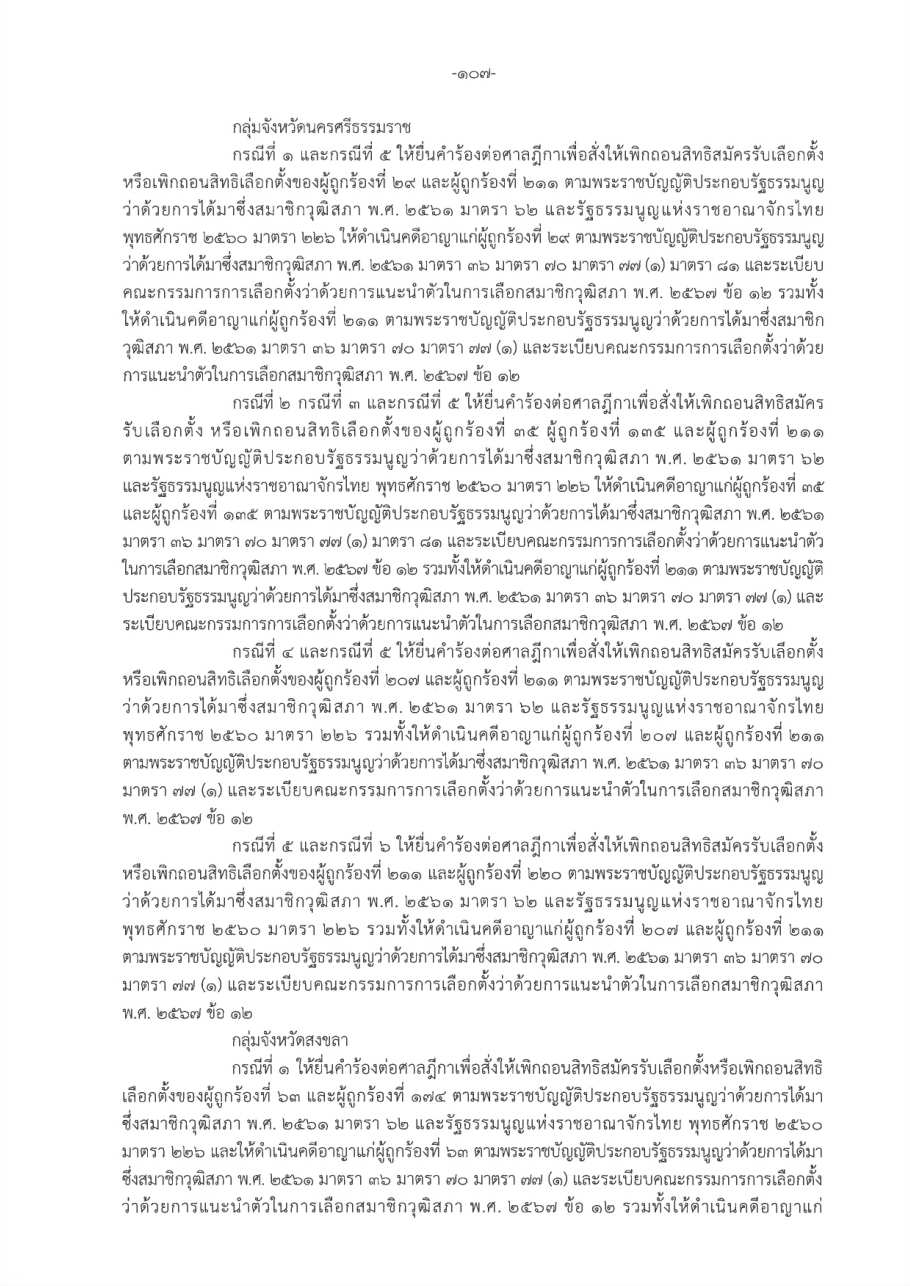 -๑๐๗-
กลุ่มจังหวัดนครศรีธรรมราช
กรณีที่ ๑ และกรณีที่ ๕ ให้ยื่นคำร้องต่อศาลฎีกาเพื่อสั่งให้เพิกถอนสิทธิสมัครรับเลือกตั้ง
หรือเพิกถอนสิทธิเลือกตั้งของผู้ถูกร้องที่ ๒๙ และผู้ถูกร้องที่ ๒๑๑ ตามพระราชบัญญัติประกอบรัฐธรรมนูญ
ว่าด้วยการได้มาซึ่งสมาชิกวุฒิสภา พ.ศ. ๒๕๖๑ มาตรา ๖๒ และรัฐธรรมนูญแห่งราชอาณาจักรไทย
พุทธศักราช ๒๕๖๐ มาตรา ๒๒๖ ให้ดำเนินคดีอาญาแก่ผู้ถูกร้องที่ ๒๙ ตามพระราชบัญญัติประกอบรัฐธรรมนูญ
ว่าด้วยการได้มาซึ่งสมาชิกวุฒิสภา พ.ศ. ๒๕๖๑ มาตรา ๓๖ มาตรา ๗๐ มาตรา ๗๗ (๑) มาตรา ๘๑ และระเบียบ
คณะกรรมการการเลือกตั้งว่าด้วยการแนะนำตัวในการเลือกสมาชิกวุฒิสภา พ.ศ. ๒๕๖๗ ข้อ ๑๒ รวมทั้ง
ให้ดำเนินคดีอาญาแก่ผู้ถูกร้องที่ ๒๑๑ ตามพระราชบัญญัติประกอบรัฐธรรมนูญว่าด้วยการได้มาซึ่งสมาชิก
วุฒิสภา พ.ศ. ๒๕๖๑ มาตรา ๓๖ มาตรา ๗๐ มาตรา ๗๗ (๑) และระเบียบคณะกรรมการการเลือกตั้งว่าด้วย
การแนะนำตัวในการเลือกสมาชิกวุฒิสภา พ.ศ. ๒๕๖๗ ข้อ ๑๒
กรณีที่ ๒ กรณีที่ ๓ และกรณีที่ ๕ ให้ยื่นคำร้องต่อศาลฎีกาเพื่อสั่งให้เพิกถอนสิทธิสมัคร
รับเลือกตั้ง หรือเพิกถอนสิทธิเลือกตั้งของผู้ถูกร้องที่ ๓๕ ผู้ถูกร้องที่ ๑๓๕ และผู้ถูกร้องที่ ๒๑๑
ตามพระราชบัญญัติประกอบรัฐธรรมนูญว่าด้วยการได้มาซึ่งสมาชิกวุฒิสภา พ.ศ. ๒๕๖๑ มาตรา ๖๒
และรัฐธรรมนูญแห่งราชอาณาจักรไทย พุทธศักราช ๒๕๖๐ มาตรา ๒๒๖ ให้ดำเนินคดีอาญาแก่ผู้ถูกร้องที่ ๓๕
และผู้ถูกร้องที่ ๑๓๕ ตามพระราชบัญญัติประกอบรัฐธรรมนูญว่าด้วยการได้มาซึ่งสมาชิกวุฒิสภา พ.ศ. ๒๕๖๑
มาตรา ๓๖ มาตรา ๗๐ มาตรา ๗๗ (๑) มาตรา ๘๑ และระเบียบคณะกรรมการการเลือกตั้งว่าด้วยการแนะนำตัว
ในการเลือกสมาชิกวุฒิสภา พ.ศ. ๒๕๖๗ ข้อ ๑๒ รวมทั้งให้ดำเนินคดีอาญาแก่ผู้ถูกร้องที่ ๒๑๑ ตามพระราชบัญญัติ
ประกอบรัฐธรรมนูญว่าด้วยการได้มาซึ่งสมาชิกวุฒิสภา พ.ศ. ๒๕๖๑ มาตรา ๓๖ มาตรา ๗๐ มาตรา ๗๗ (๑) และ
ระเบียบคณะกรรมการการเลือกตั้งว่าด้วยการแนะนำตัวในการเลือกสมาชิกวุฒิสภา พ.ศ. ๒๕๖๗ ข้อ ๑๒
กรณีที่ ๔ และกรณีที่ ๕ ให้ยื่นคำร้องต่อศาลฎีกาเพื่อสั่งให้เพิกถอนสิทธิสมัครรับเลือกตั้ง
หรือเพิกถอนสิทธิเลือกตั้งของผู้ถูกร้องที่ ๒๐๗ และผู้ถูกร้องที่ ๒๑๑ ตามพระราชบัญญัติประกอบรัฐธรรมนูญ
ว่าด้วยการได้มาซึ่งสมาชิกวุฒิสภา พ.ศ. ๒๕๖๑ มาตรา ๖๒ และรัฐธรรมนูญแห่งราชอาณาจักรไทย
พุทธศักราช ๒๕๖๐ มาตรา ๒๒๖ รวมทั้งให้ดำเนินคดีอาญาแก่ผู้ถูกร้องที่ ๒๐๗ และผู้ถูกร้องที่ ๒๑๑
ตามพระราชบัญญัติประกอบรัฐธรรมนูญว่าด้วยการได้มาซึ่งสมาชิกวุฒิสภา พ.ศ. ๒๕๖๑ มาตรา ๓๖ มาตรา ๗๐
มาตรา ๗๗ (๑) และระเบียบคณะกรรมการการเลือกตั้งว่าด้วยการแนะนำตัวในการเลือกสมาชิกวุฒิสภา
พ.ศ. ๒๕๖๗ ข้อ ๑๒
กรณีที่ ๕ และกรณีที่ ๖ ให้ยื่นคำร้องต่อศาลฎีกาเพื่อสั่งให้เพิกถอนสิทธิสมัครรับเลือกตั้ง
หรือเพิกถอนสิทธิเลือกตั้งของผู้ถูกร้องที่ ๒๑๑ และผู้ถูกร้องที่ ๒๒๐ ตามพระราชบัญญัติประกอบรัฐธรรมนูญ
ว่าด้วยการได้มาซึ่งสมาชิกวุฒิสภา พ.ศ. ๒๕๖๑ มาตรา ๖๒ และรัฐธรรมนูญแห่งราชอาณาจักรไทย
พุทธศักราช ๒๕๖๐ มาตรา ๒๒๖ รวมทั้งให้ดำเนินคดีอาญาแก่ผู้ถูกร้องที่ ๒๐๗ และผู้ถูกร้องที่ ๒๑๑
ตามพระราชบัญญัติประกอบรัฐธรรมนูญว่าด้วยการได้มาซึ่งสมาชิกวุฒิสภา พ.ศ. ๒๕๖๑ มาตรา ๓๖ มาตรา ๗๐
มาตรา ๗๗ (๑) และระเบียบคณะกรรมการการเลือกตั้งว่าด้วยการแนะนำตัวในการเลือกสมาชิกวุฒิสภา
พ.ศ. ๒๕๖๗ ข้อ ๑๒
กลุ่มจังหวัดสงขลา
กรณีที่ ๑ ให้ยื่นคำร้องต่อศาลฎีกาเพื่อสั่งให้เพิกถอนสิทธิสมัครรับเลือกตั้งหรือเพิกถอนสิทธิ
เลือกตั้งของผู้ถูกร้องที่ ๖๓ และผู้ถูกร้องที่ ๑๗๔ ตามพระราชบัญญัติประกอบรัฐธรรมนูญว่าด้วยการได้มา
ซึ่งสมาชิกวุฒิสภา พ.ศ. ๒๕๖๑ มาตรา ๖๒ และรัฐธรรมนูญแห่งราชอาณาจักรไทย พุทธศักราช ๒๕๖๐
มาตรา ๒๒๖ และให้ดำเนินคดีอาญาแก่ผู้ถูกร้องที่ ๖๓ ตามพระราชบัญญัติประกอบรัฐธรรมนูญว่าด้วยการได้มา
ซึ่งสมาชิกวุฒิสภา พ.ศ. ๒๕๖๑ มาตรา ๓๖ มาตรา ๗๐ มาตรา ๗๗ (๑) และระเบียบคณะกรรมการการเลือกตั้ง
ว่าด้วยการแนะนำตัวในการเลือกสมาชิกวุฒิสภา พ.ศ. ๒๕๖๗ ข้อ ๑๒ รวมทั้งให้ดำเนินคดีอาญาแก่